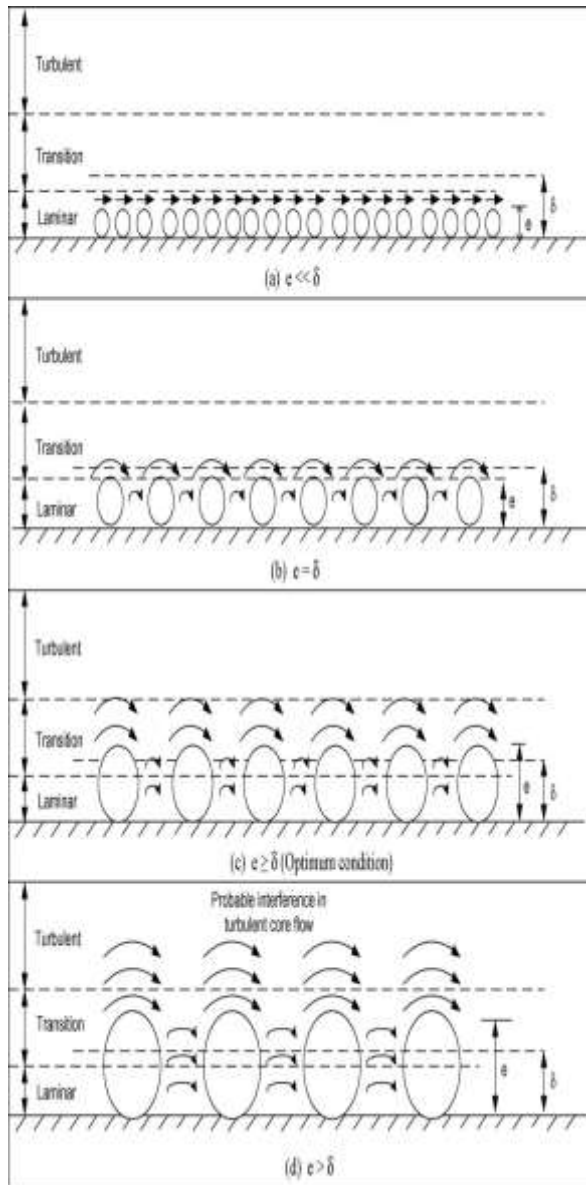 Turbulent
Transition
Laminar
e
δ
(a) e << δ
Turbulent
Transition
Laminar
e
δ
(b) e = δ
Turbulent
Transition
Laminar
e
δ
(c) e ≥ δ (Optimum condition)
Probable interference in
turbulent core flow
Turbulent
Transition
Laminar
e
δ
(d) e > δ